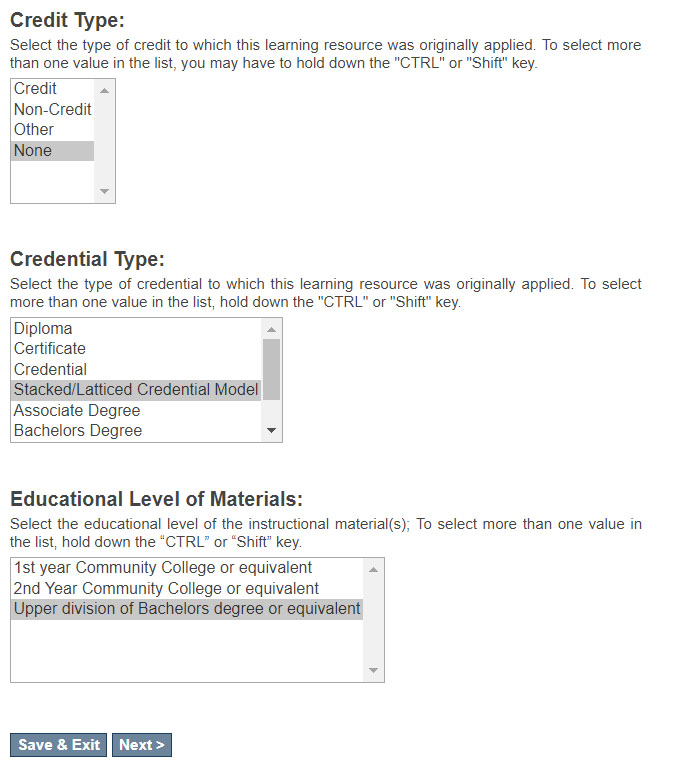 Credit Type:
Select the type of credit to which this learning resource was originally applied. To select more
than one value in the list, you may have to hold down the "CTRL" or "Shift" key.
Credit
Non-Credit
Other
None
Credential Type:
Select the type of credential to which this learning resource was originally applied. To select
more than one value in the list, hold down the "CTRL" or "Shift" key.
Diploma
Certificate
Credential
Stacked/Latticed Credential Model
Associate Degree
Bachelors Degree
Educational Level of Materials:
Select the educational level of the instructional material(s); To select more than one value in
the list, hold down the “CTRL” or “Shift” key.
1st year Community College or equivalent
2nd Year Community College or equivalent
Upper division of Bachelors degree or equivalent
Save & Exit Next >